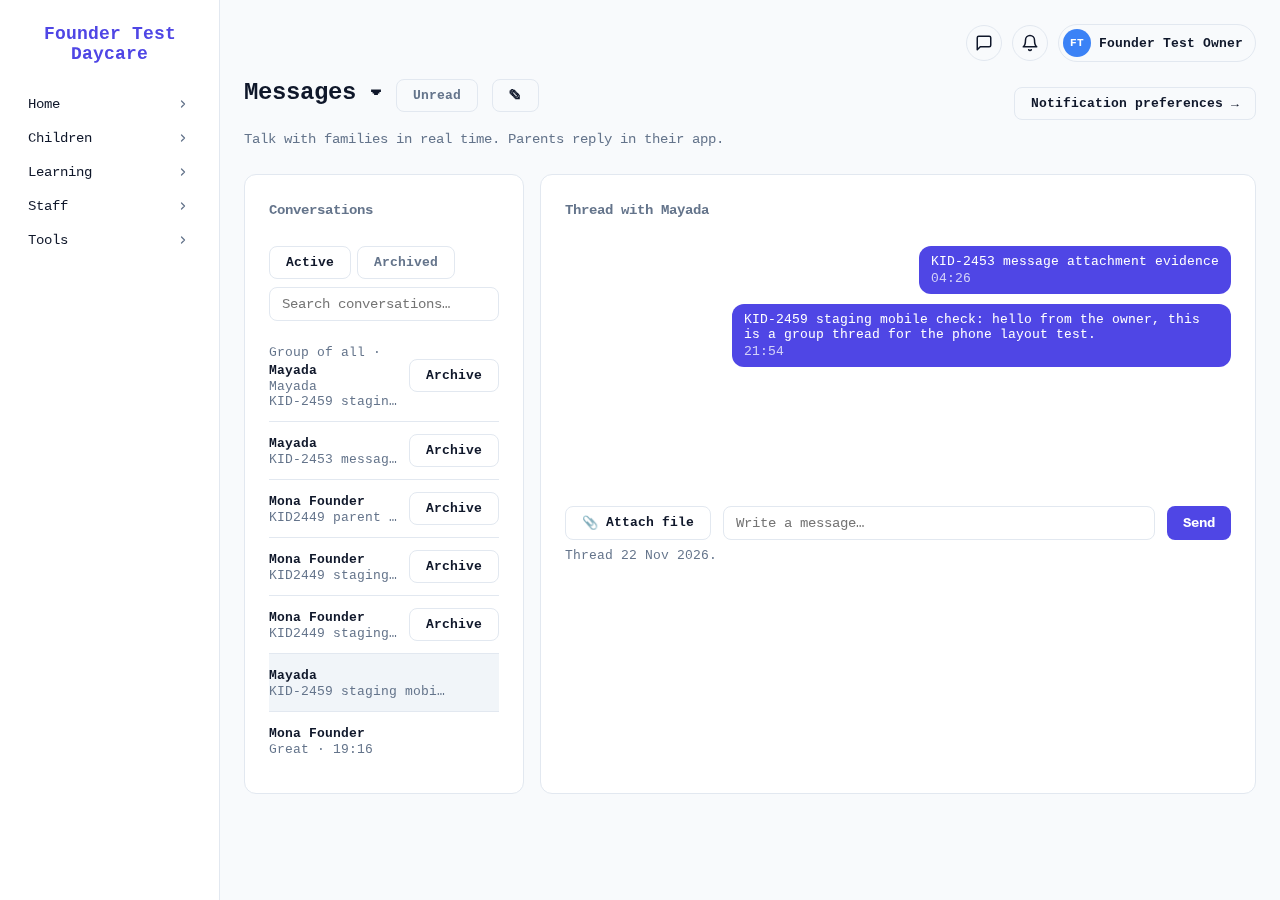 Founder Test
Daycare
Home
Children
Learning
Staff
Tools
FT
Founder Test Owner
Messages
Unread
Notification preferences →
Talk with families in real time. Parents reply in their app.
Conversations
Active
Archived
Search conversations…
Group of all ·
Mayada
Mayada
KID-2459 stagin…
Archive
Mayada
KID-2453 messag…
Archive
Mona Founder
KID2449 parent …
Archive
Mona Founder
KID2449 staging…
Archive
Mona Founder
KID2449 staging…
Archive
Mayada
KID-2459 staging mobi…
Mona Founder
Great · 19:16
Thread with Mayada
KID-2453 message attachment evidence
04:26
KID-2459 staging mobile check: hello from the owner, this
is a group thread for the phone layout test.
21:54
📎 Attach file
Write a message…
Send
Thread 22 Nov 2026.